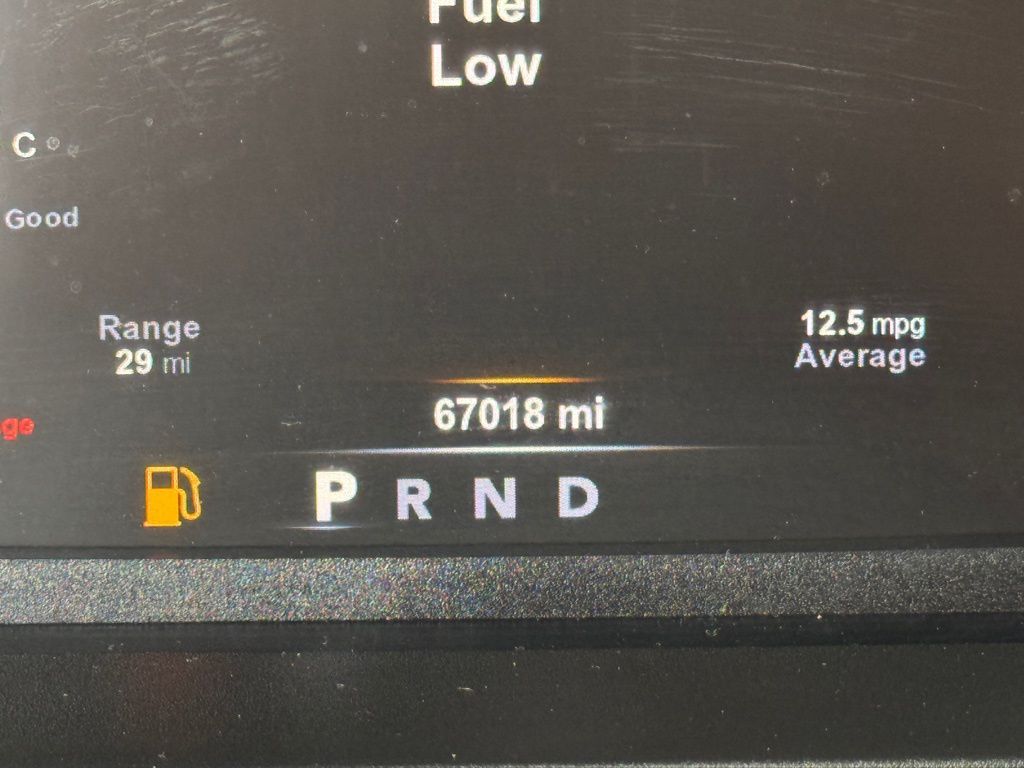 Fuel
Low
C
Good
Range
29 mi
12.5 mpg
Average
67018 mi
P R N D